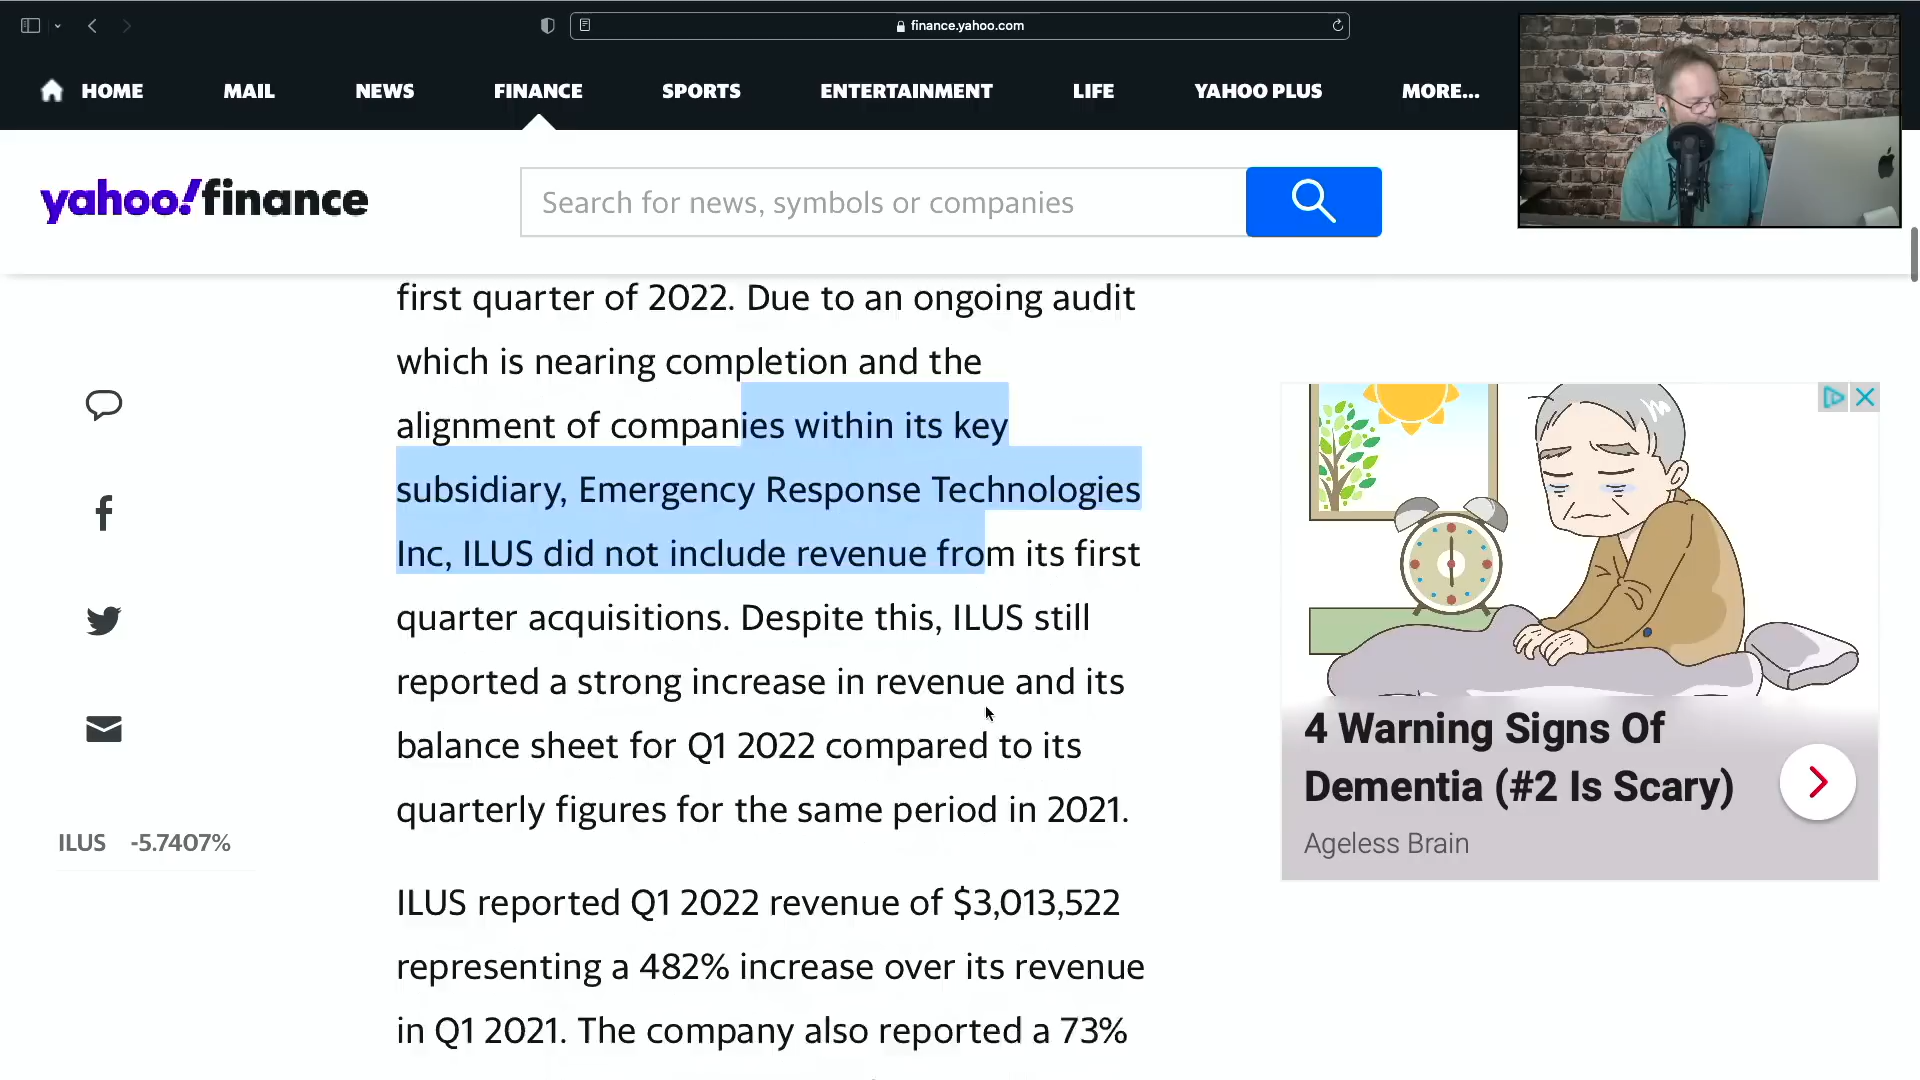 finance.yahoo.com
HOME MAIL NEWS FINANCE SPORTS ENTERTAINMENT LIFE YAHOO PLUS MORE...
yahoo!finance
Search for news, symbols or companies
first quarter of 2022. Due to an ongoing audit
which is nearing completion and the
alignment of companies within its key
subsidiary, Emergency Response Technologies
Inc, ILUS did not include revenue from its first
quarter acquisitions. Despite this, ILUS still
reported a strong increase in revenue and its
balance sheet for Q1 2022 compared to its
quarterly figures for the same period in 2021.
ILUS reported Q1 2022 revenue of $3,013,522
representing a 482% increase over its revenue
in Q1 2021. The company also reported a 73%
ILUS -5.7407%
4 Warning Signs Of
Dementia (#2 Is Scary)
Ageless Brain